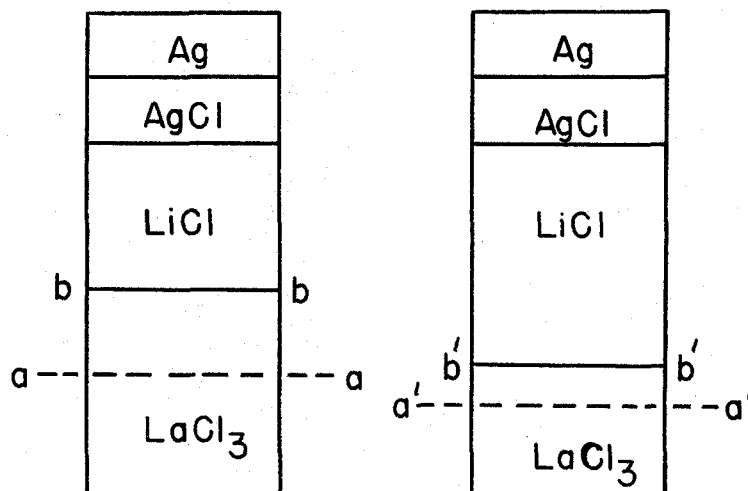 Ag
AgCl
LiCl
b b
a a
LaCl3
Ag
AgCl
LiCl
b' b'
a' a'
LaCl3